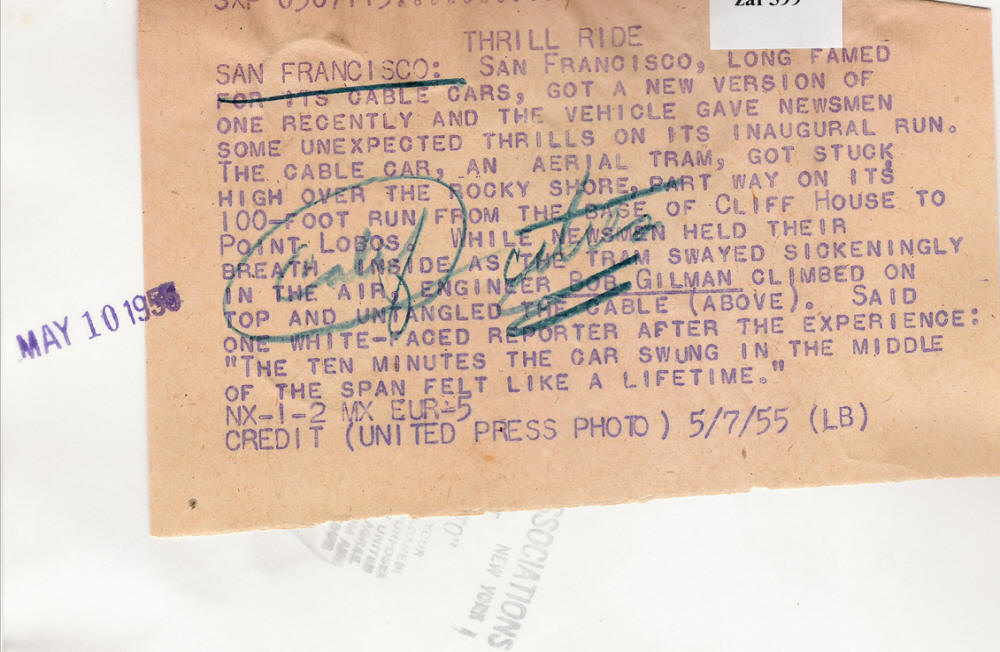 THRILL RIDE
SAN FRANCISCO: SAN FRANCISCO, LONG FAMED
FOR ITS CABLE CARS, GOT A NEW VERSION OF
ONE RECENTLY AND THE VEHICLE GAVE NEWSMEN
SOME UNEXPECTED THRILLS ON ITS INAUGURAL RUN.
THE CABLE CAR, AN AERIAL TRAM, GOT STUCK
HIGH OVER THE ROCKY SHORE, PART WAY ON ITS
100-FOOT RUN FROM THE BASE OF CLIFF HOUSE TO
POINT LOBOS. WHILE NEWSMEN HELD THEIR
BREATH INSIDE AS THE TRAM SWAYED SICKENINGLY
IN THE AIR, ENGINEER BOB GILMAN CLIMBED ON
TOP AND UNTANGLED THE CABLE (ABOVE). SAID
ONE WHITE-FACED REPORTER AFTER THE EXPERIENCE:
"THE TEN MINUTES THE CAR SWUNG IN THE MIDDLE
OF THE SPAN FELT LIKE A LIFETIME."
NX-1-2 MX EUR-5
CREDIT (UNITED PRESS PHOTO) 5/7/55 (LB)
MAY 10 195
SSOCIATIONS
NEW YORK
YOUR
UNITED